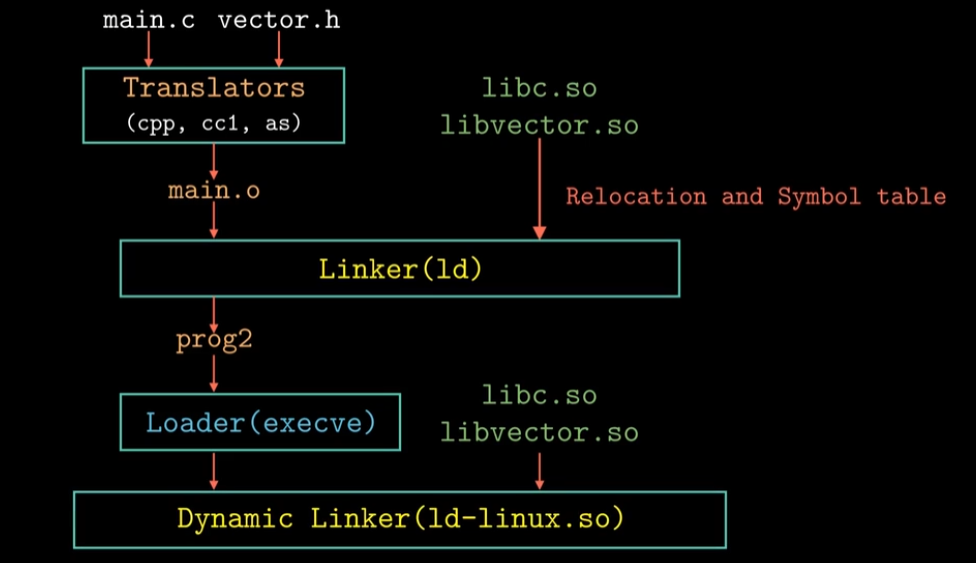 main.c vector.h
Translators
(cpp, cc1, as)
libc.so
libvector.so
main.o
Relocation and Symbol table
Linker(ld)
prog2
Loader(execve)
libc.so
libvector.so
Dynamic Linker(ld-linux.so)